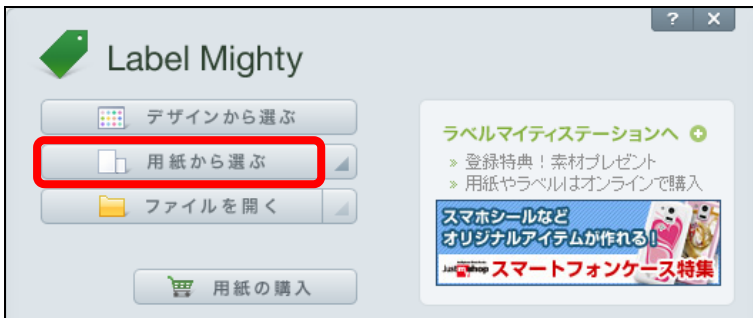 ? X
Label Mighty
デザインから選ぶ
用紙から選ぶ
ファイルを開く
用紙の購入
ラベルマイティステーションへ
» 登録特典！素材プレゼント
» 用紙やラベルはオンラインで購入
スマホシールなど
オリジナルアイテムが作れる！
Just myshop スマートフォンケース特集